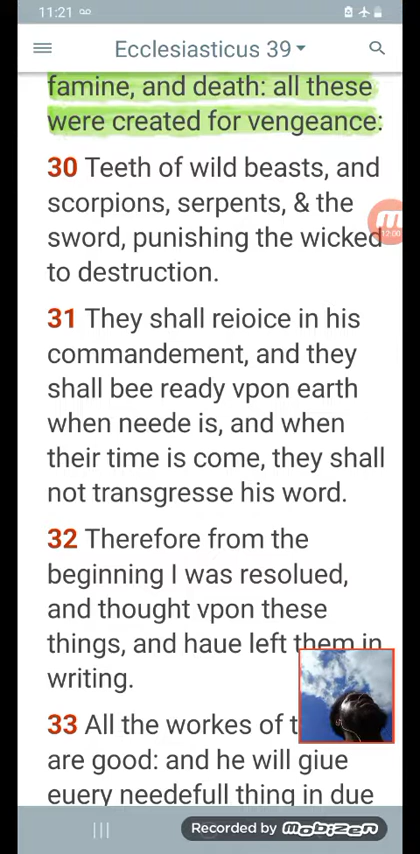 11:21
Ecclesiasticus 39
famine, and death: all these
were created for vengeance:
30 Teeth of wild beasts, and
scorpions, serpents, & the
sword, punishing the wicked
to destruction.
31 They shall reioice in his
commandement, and they
shall bee ready vpon earth
when neede is, and when
their time is come, they shall
not transgresse his word.
32 Therefore from the
beginning I was resolued,
and thought vpon these
things, and haue left them in
writing.
33 All the workes of
are good: and he will giue
euery needefull thing in due
m
12:00
Recorded by mobizen